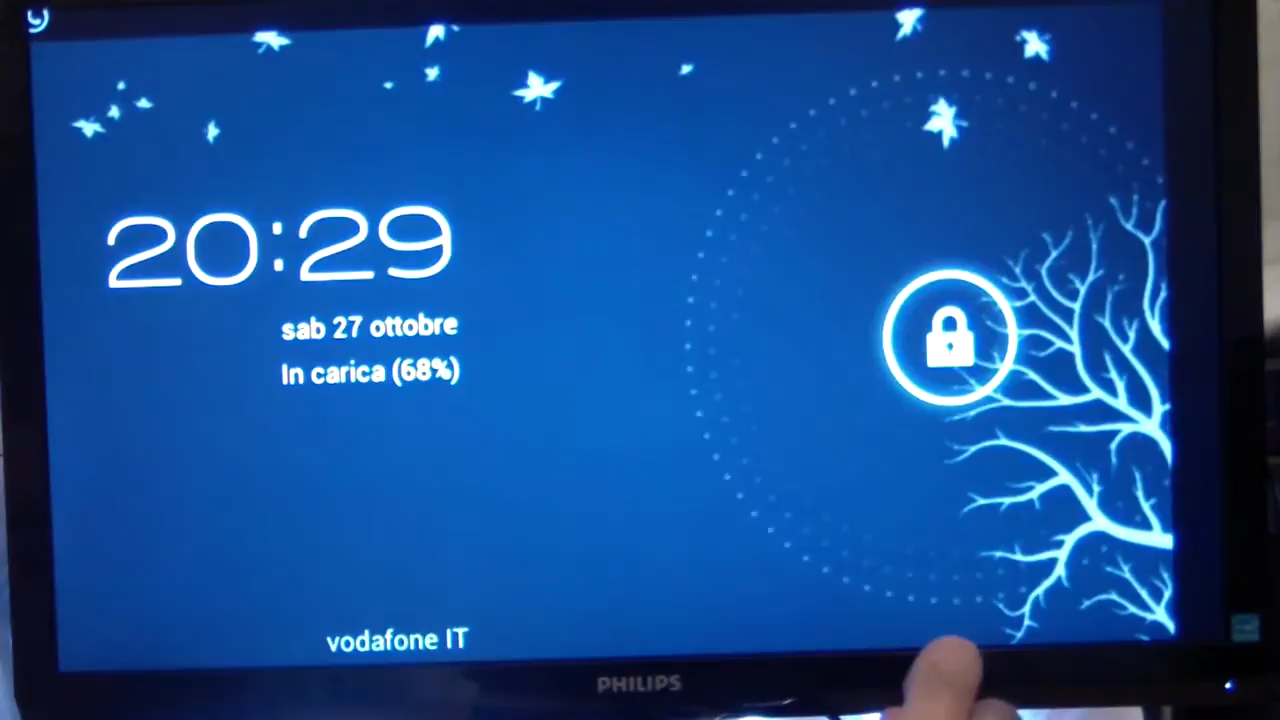 20:29
sab 27 ottobre
In carica (68%)
vodafone IT
PHILIPS